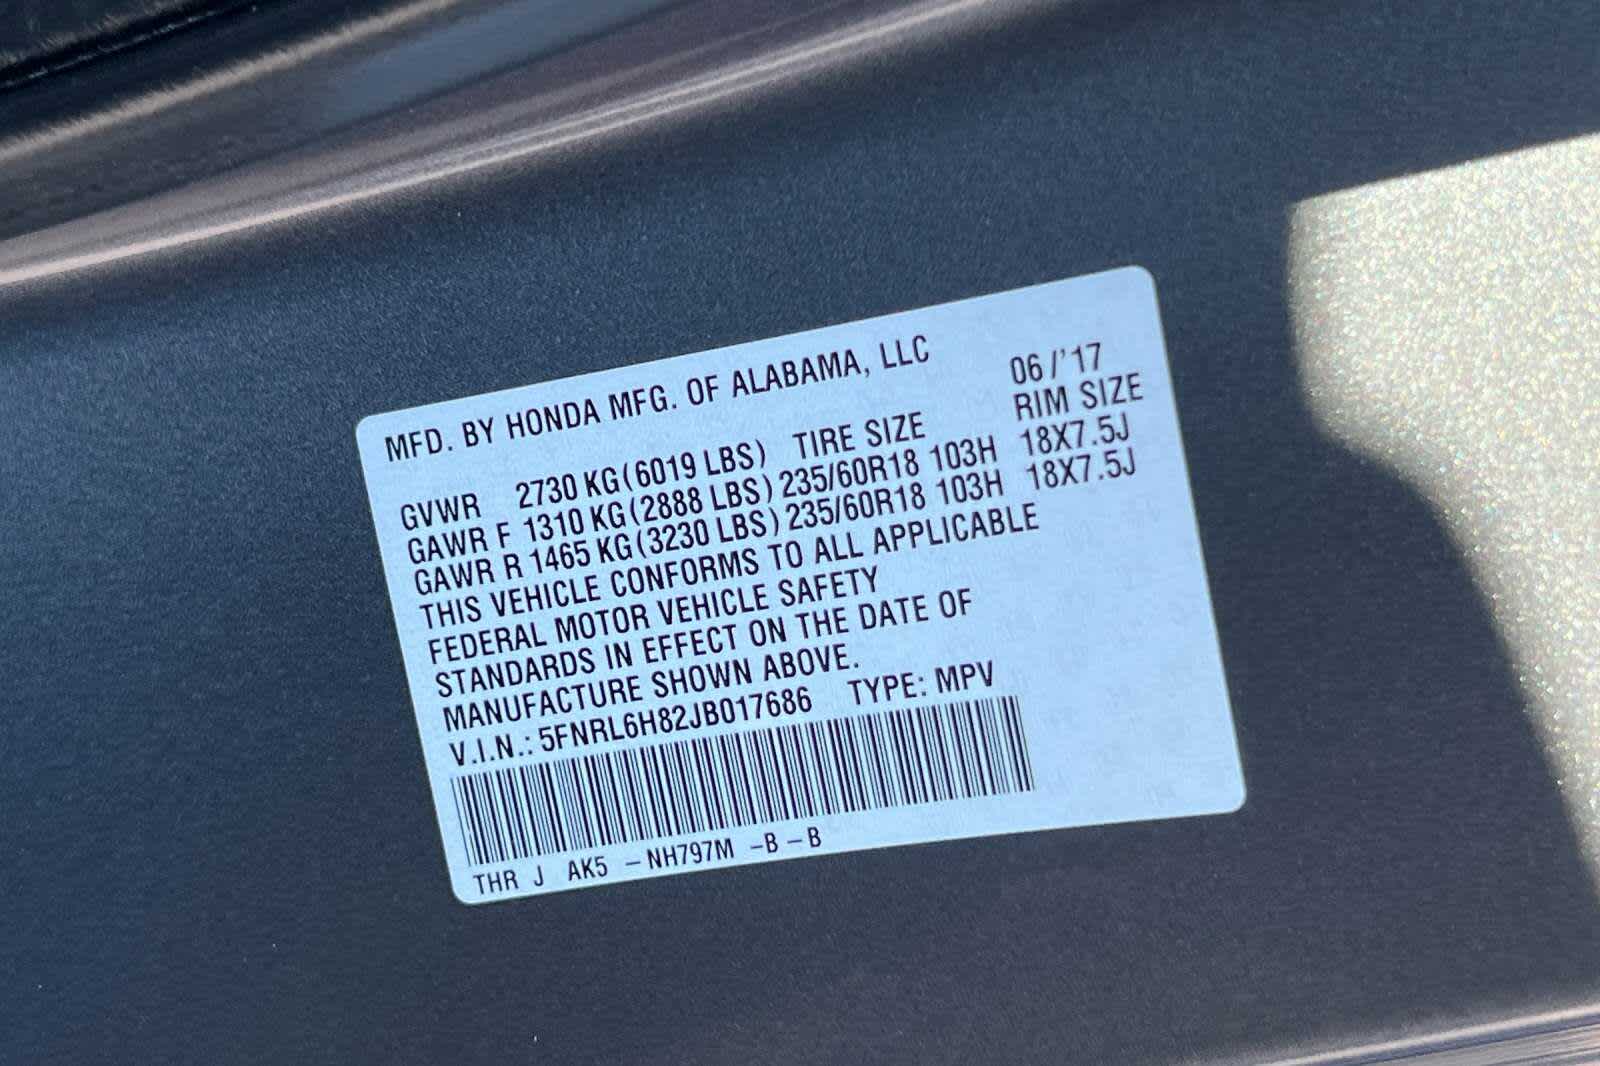 MFD. BY HONDA MFG. OF ALABAMA, LLC 06/'17
GVWR 2730 KG(6019 LBS) TIRE SIZE RIM SIZE
GAWR F 1310 KG(2888 LBS) 235/60R18 103H 18X7.5J
GAWR R 1465 KG(3230 LBS) 235/60R18 103H 18X7.5J
THIS VEHICLE CONFORMS TO ALL APPLICABLE
FEDERAL MOTOR VEHICLE SAFETY
STANDARDS IN EFFECT ON THE DATE OF
MANUFACTURE SHOWN ABOVE.
V.I.N.: 5FNRL6H82JB017686 TYPE: MPV
THR J AK5 -NH797M -B-B